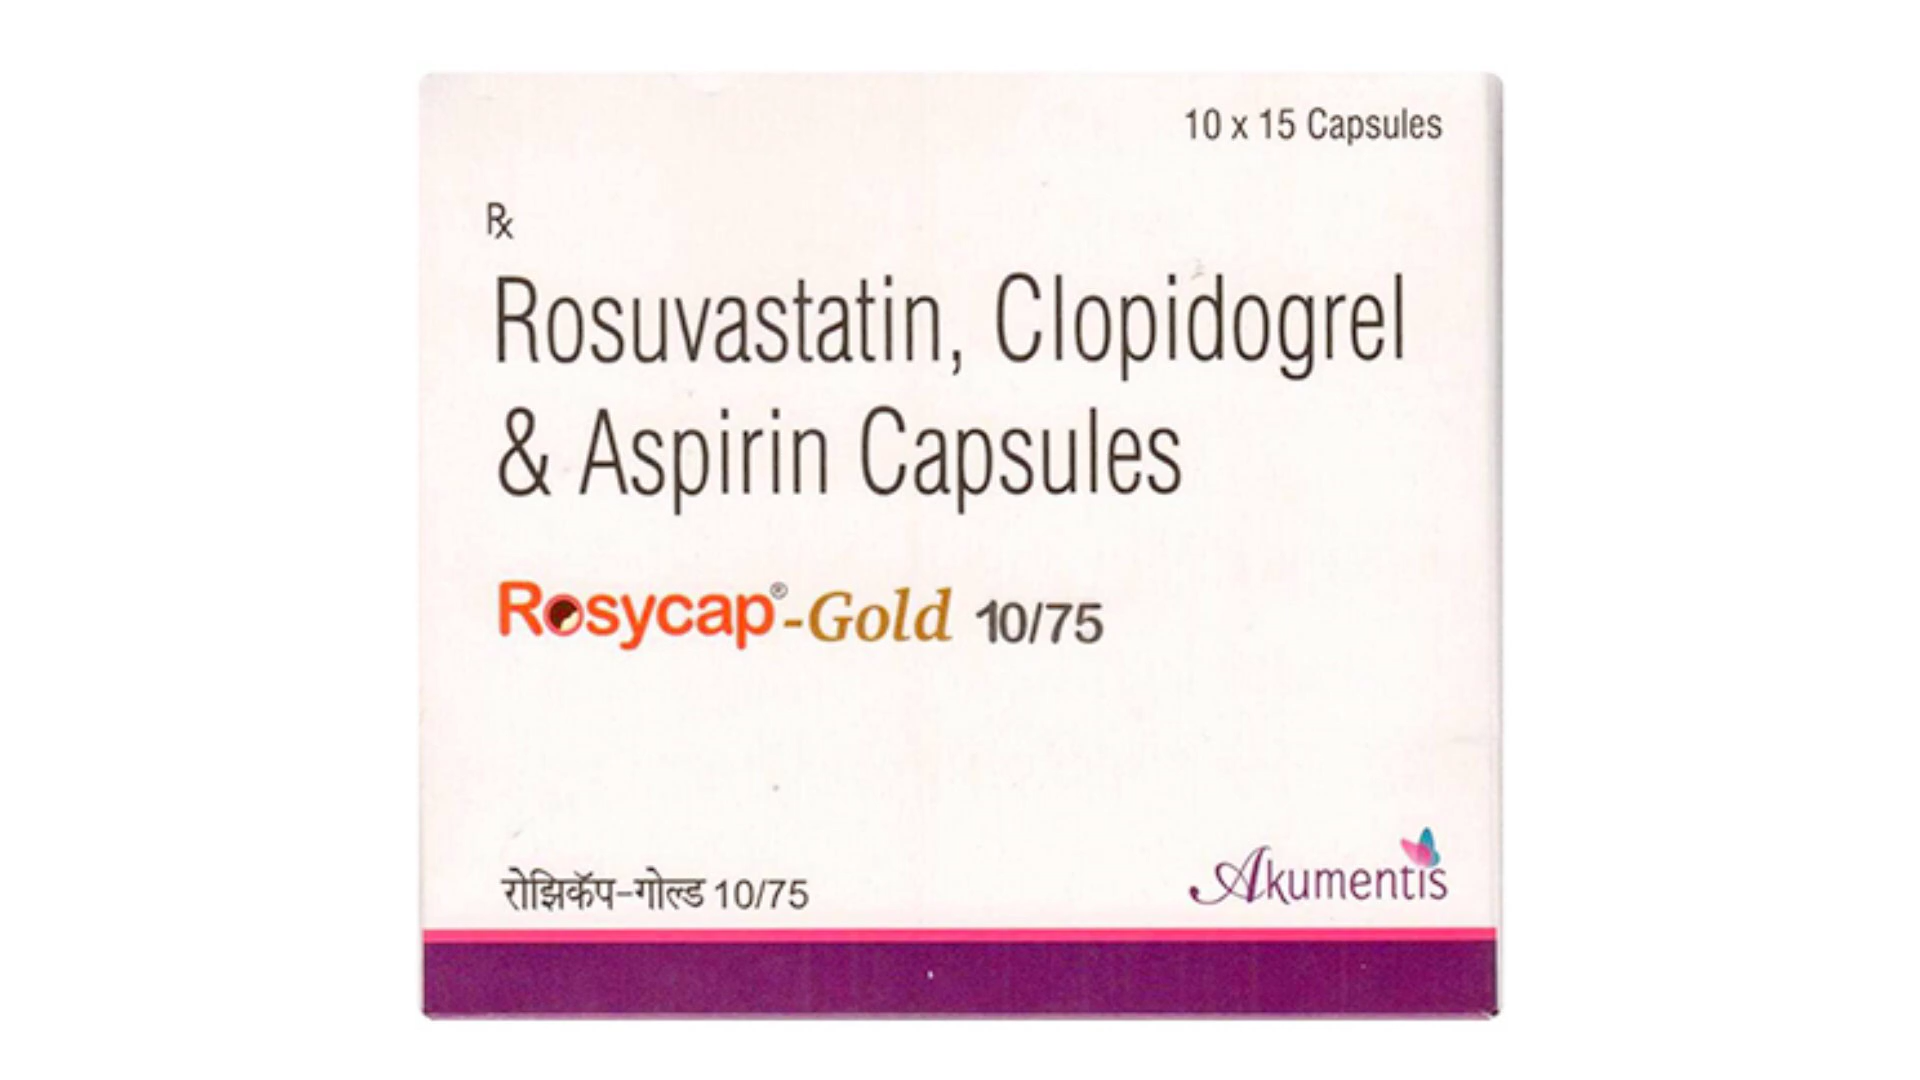 10 x 15 Capsules
Rx
Rosuvastatin, Clopidogrel
& Aspirin Capsules
Rosycap®-Gold 10/75
रोझिकॅप-गोल्ड 10/75
Akumentis